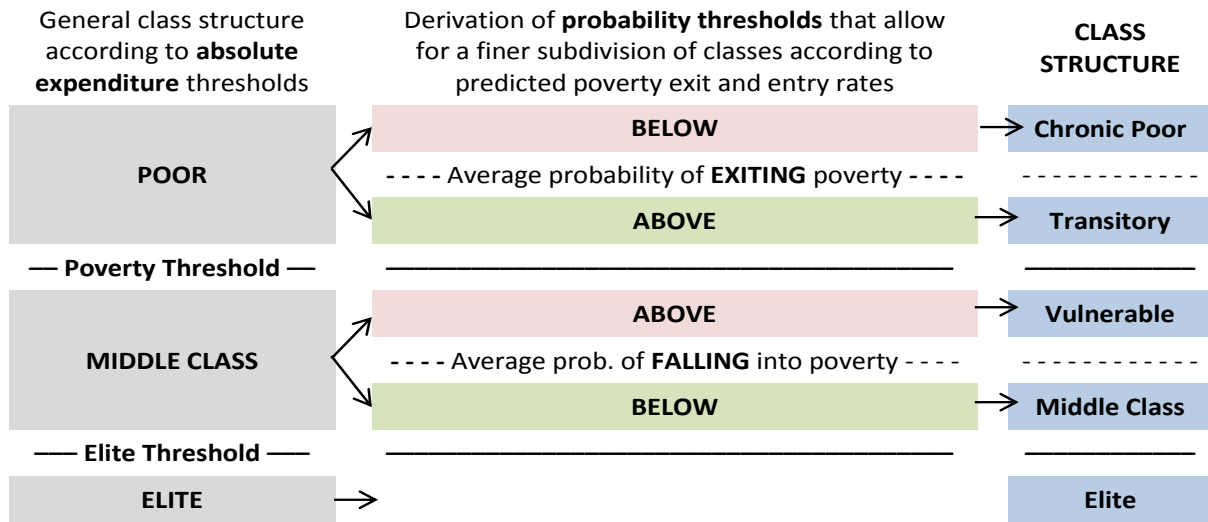 General class structure
according to absolute
expenditure thresholds
Derivation of probability thresholds that allow
for a finer subdivision of classes according to
predicted poverty exit and entry rates
CLASS
STRUCTURE
POOR
BELOW
Chronic Poor
- - - - Average probability of EXITING poverty - - - -
- - - - - - - - - - - -
ABOVE
Transitory
— Poverty Threshold —
MIDDLE CLASS
ABOVE
Vulnerable
- - - - Average prob. of FALLING into poverty - - - -
- - - - - - - - - - - -
BELOW
Middle Class
— Elite Threshold —
ELITE
Elite